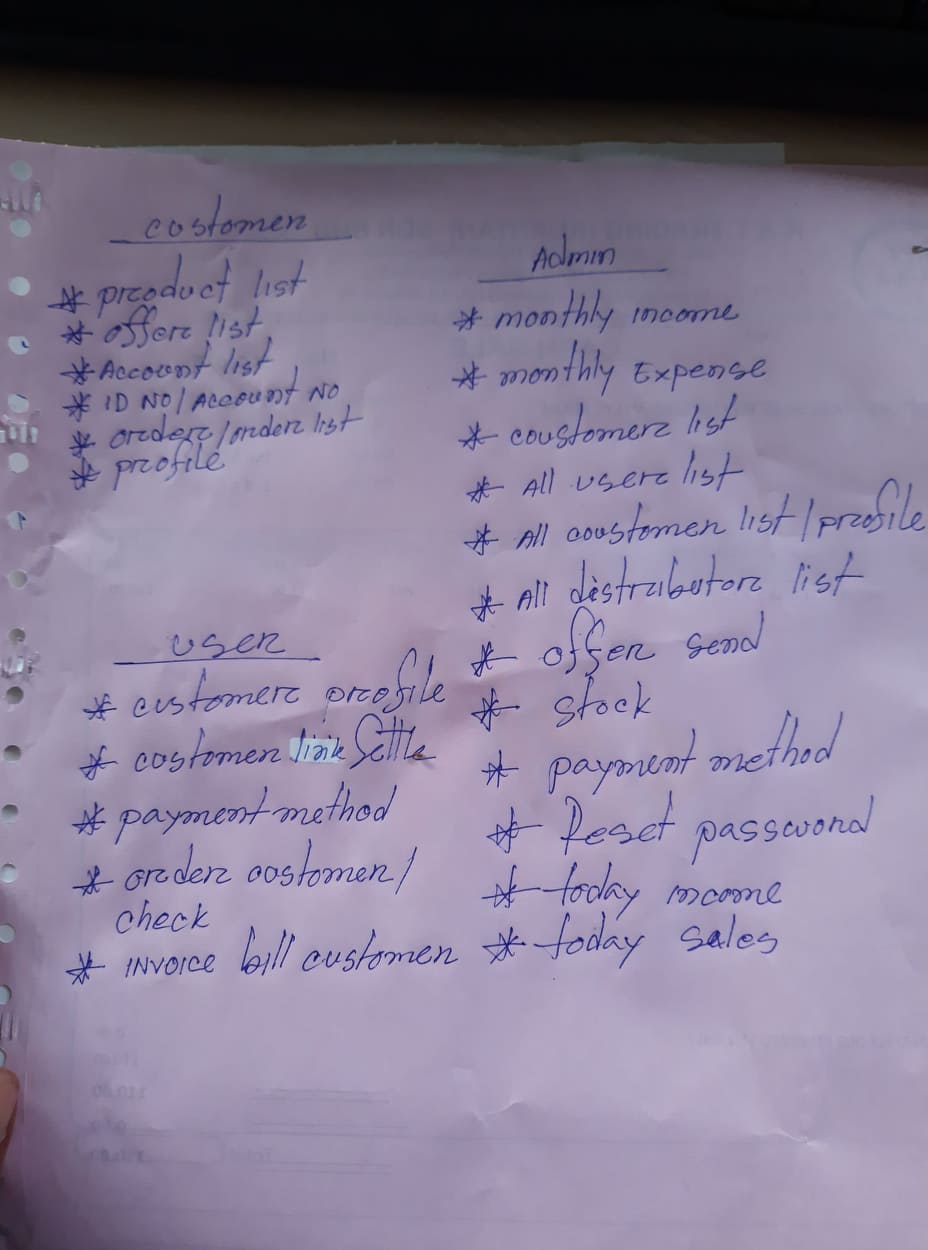 costomer
* product list
* offer list
* Account list
* ID NO/Account NO
* order/order list
* profile
Admin
* monthly income
* monthly Expense
* coustomer list
* All user list
* All coustomer list/profile
* All distributor list
* offer send
* stock
* payment method
* Reset password
* today income
* today sales
user
* customer profile
* costomer link Settle
* payment method
* order costomer/
check
* INVOICE bill customer